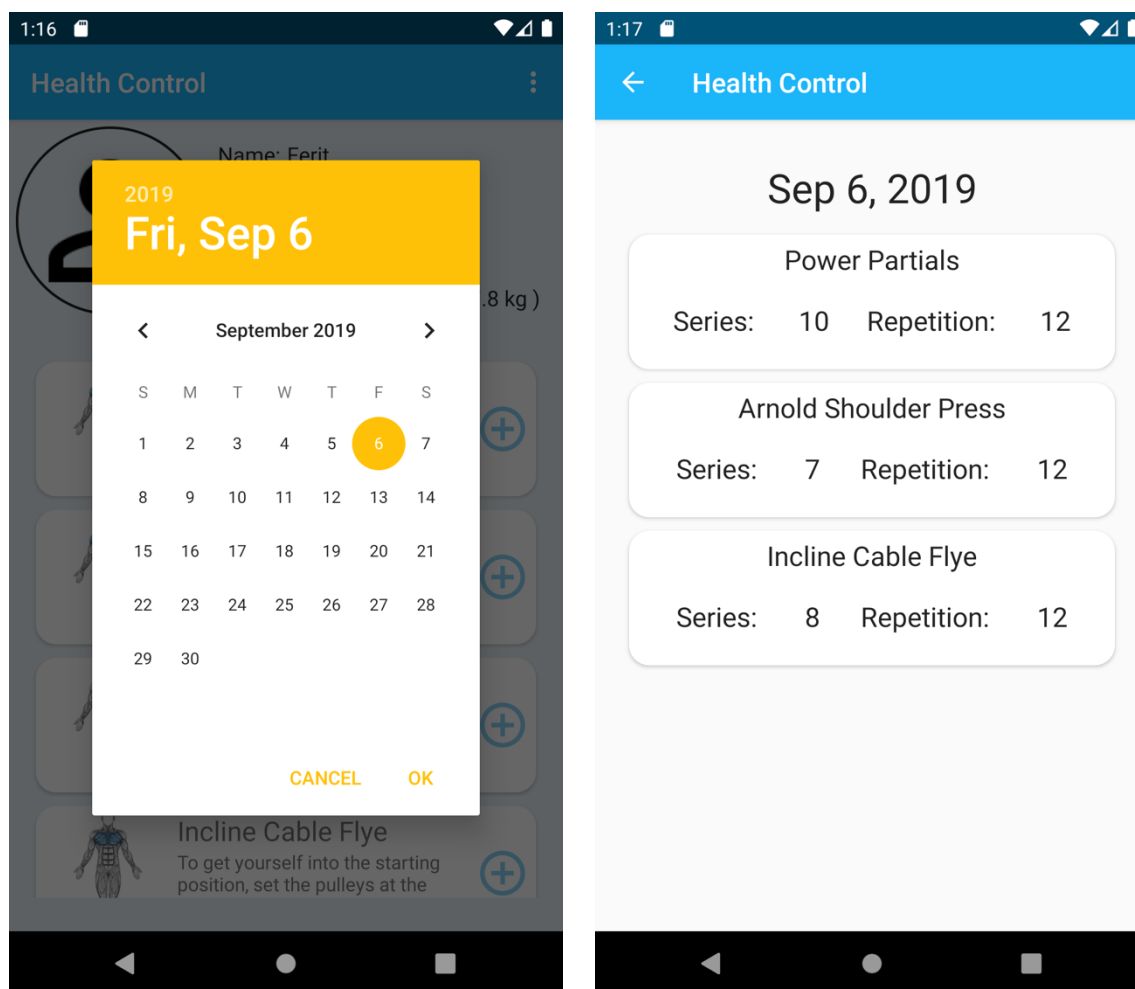 1:16
Health Control
Name: Ferit
2019
Fri, Sep 6
.8 kg )
September 2019
S M T W T F S
1 2 3 4 5 6 7
8 9 10 11 12 13 14
15 16 17 18 19 20 21
22 23 24 25 26 27 28
29 30
CANCEL OK
Incline Cable Flye
To get yourself into the starting
position, set the pulleys at the
1:17
Health Control
Sep 6, 2019
Power Partials
Series: 10 Repetition: 12
Arnold Shoulder Press
Series: 7 Repetition: 12
Incline Cable Flye
Series: 8 Repetition: 12